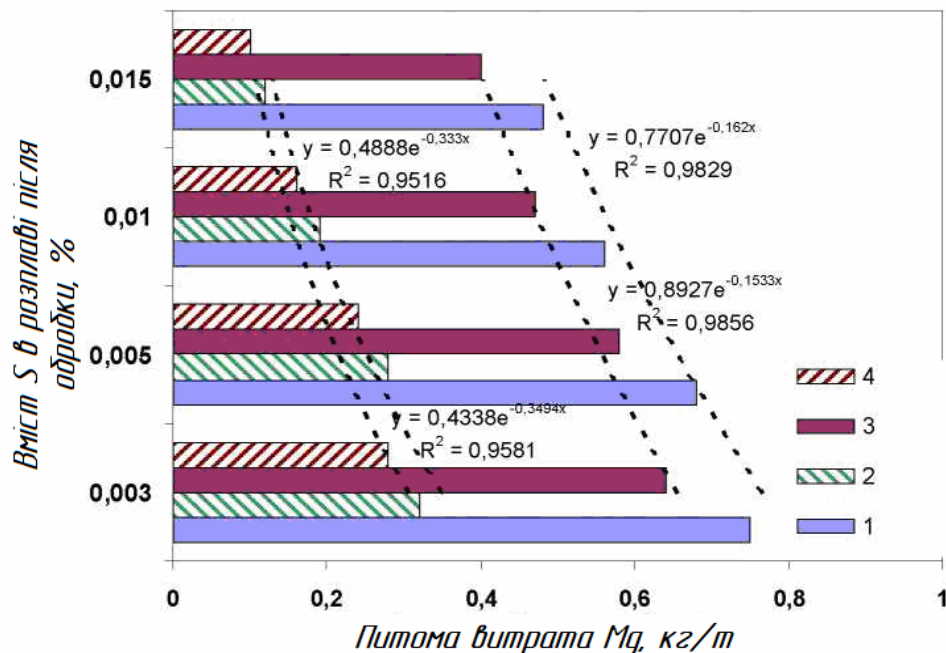 Вміст S в розплаві після
обробки, %
0,015
0,01
0,005
0,003
y = 0,4888e^-0,333x
R² = 0,9516
y = 0,7707e^-0,162x
R² = 0,9829
y = 0,8927e^-0,1533x
R² = 0,9856
y = 0,4338e^-0,3494x
R² = 0,9581
4
3
2
1
0 0,2 0,4 0,6 0,8 1
Питома витрата Mq, кг/т